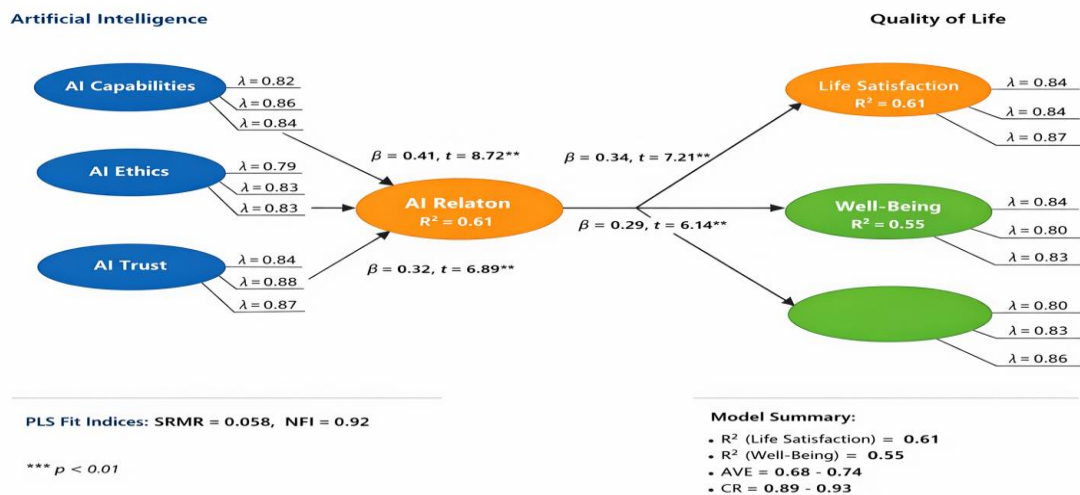 Artificial Intelligence
Quality of Life
AI Capabilities
λ = 0.82
λ = 0.86
λ = 0.84
AI Ethics
λ = 0.79
λ = 0.83
λ = 0.83
AI Trust
λ = 0.84
λ = 0.88
λ = 0.87
β = 0.41, t = 8.72**
β = 0.32, t = 6.89**
AI Relaton
R² = 0.61
β = 0.34, t = 7.21**
β = 0.29, t = 6.14**
Life Satisfaction
R² = 0.61
λ = 0.84
λ = 0.84
λ = 0.87
Well-Being
R² = 0.55
λ = 0.84
λ = 0.80
λ = 0.83
λ = 0.80
λ = 0.83
λ = 0.86
PLS Fit Indices: SRMR = 0.058, NFI = 0.92
*** p < 0.01
Model Summary:
• R² (Life Satisfaction) = 0.61
• R² (Well-Being) = 0.55
• AVE = 0.68 - 0.74
• CR = 0.89 - 0.93